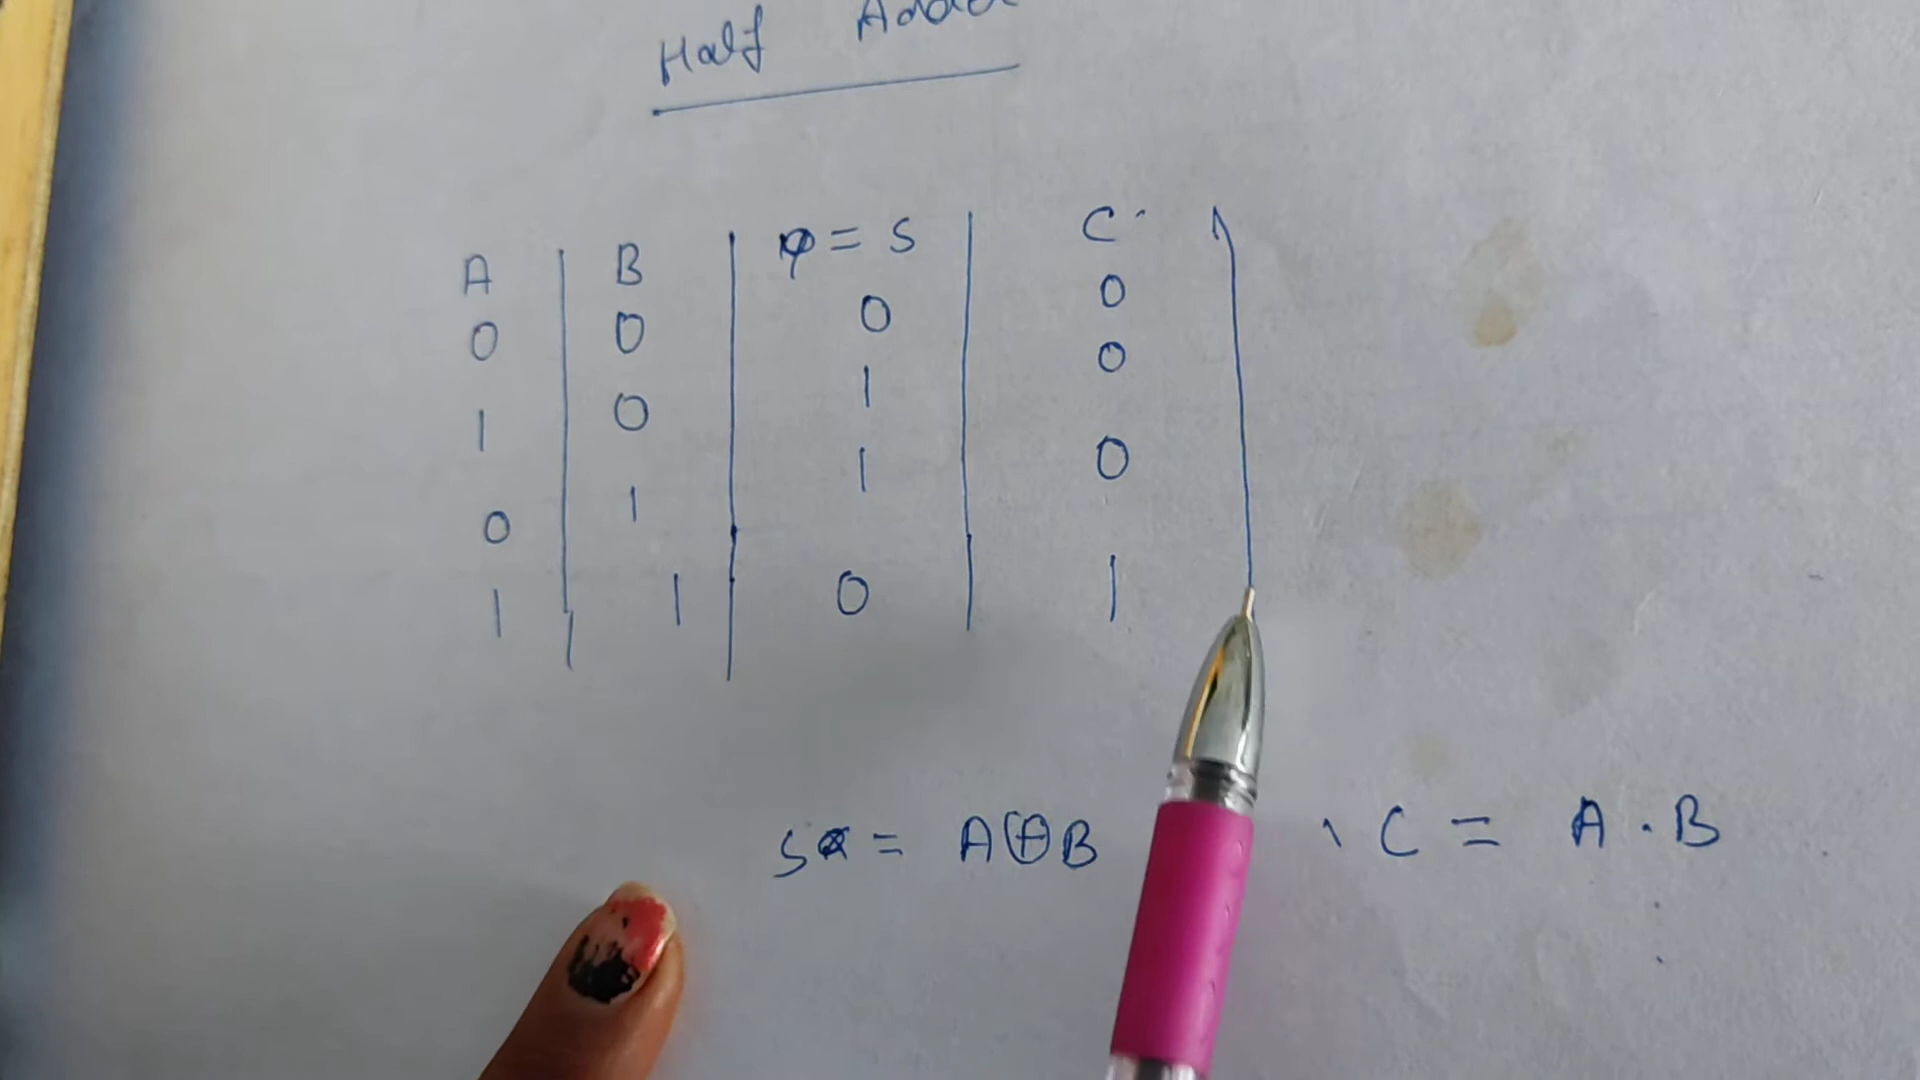 Half
A B = S C
0 0 0 0
1 0 1 0
0 1 1 0
1 1 0 1
S = A⊕B , C = A . B